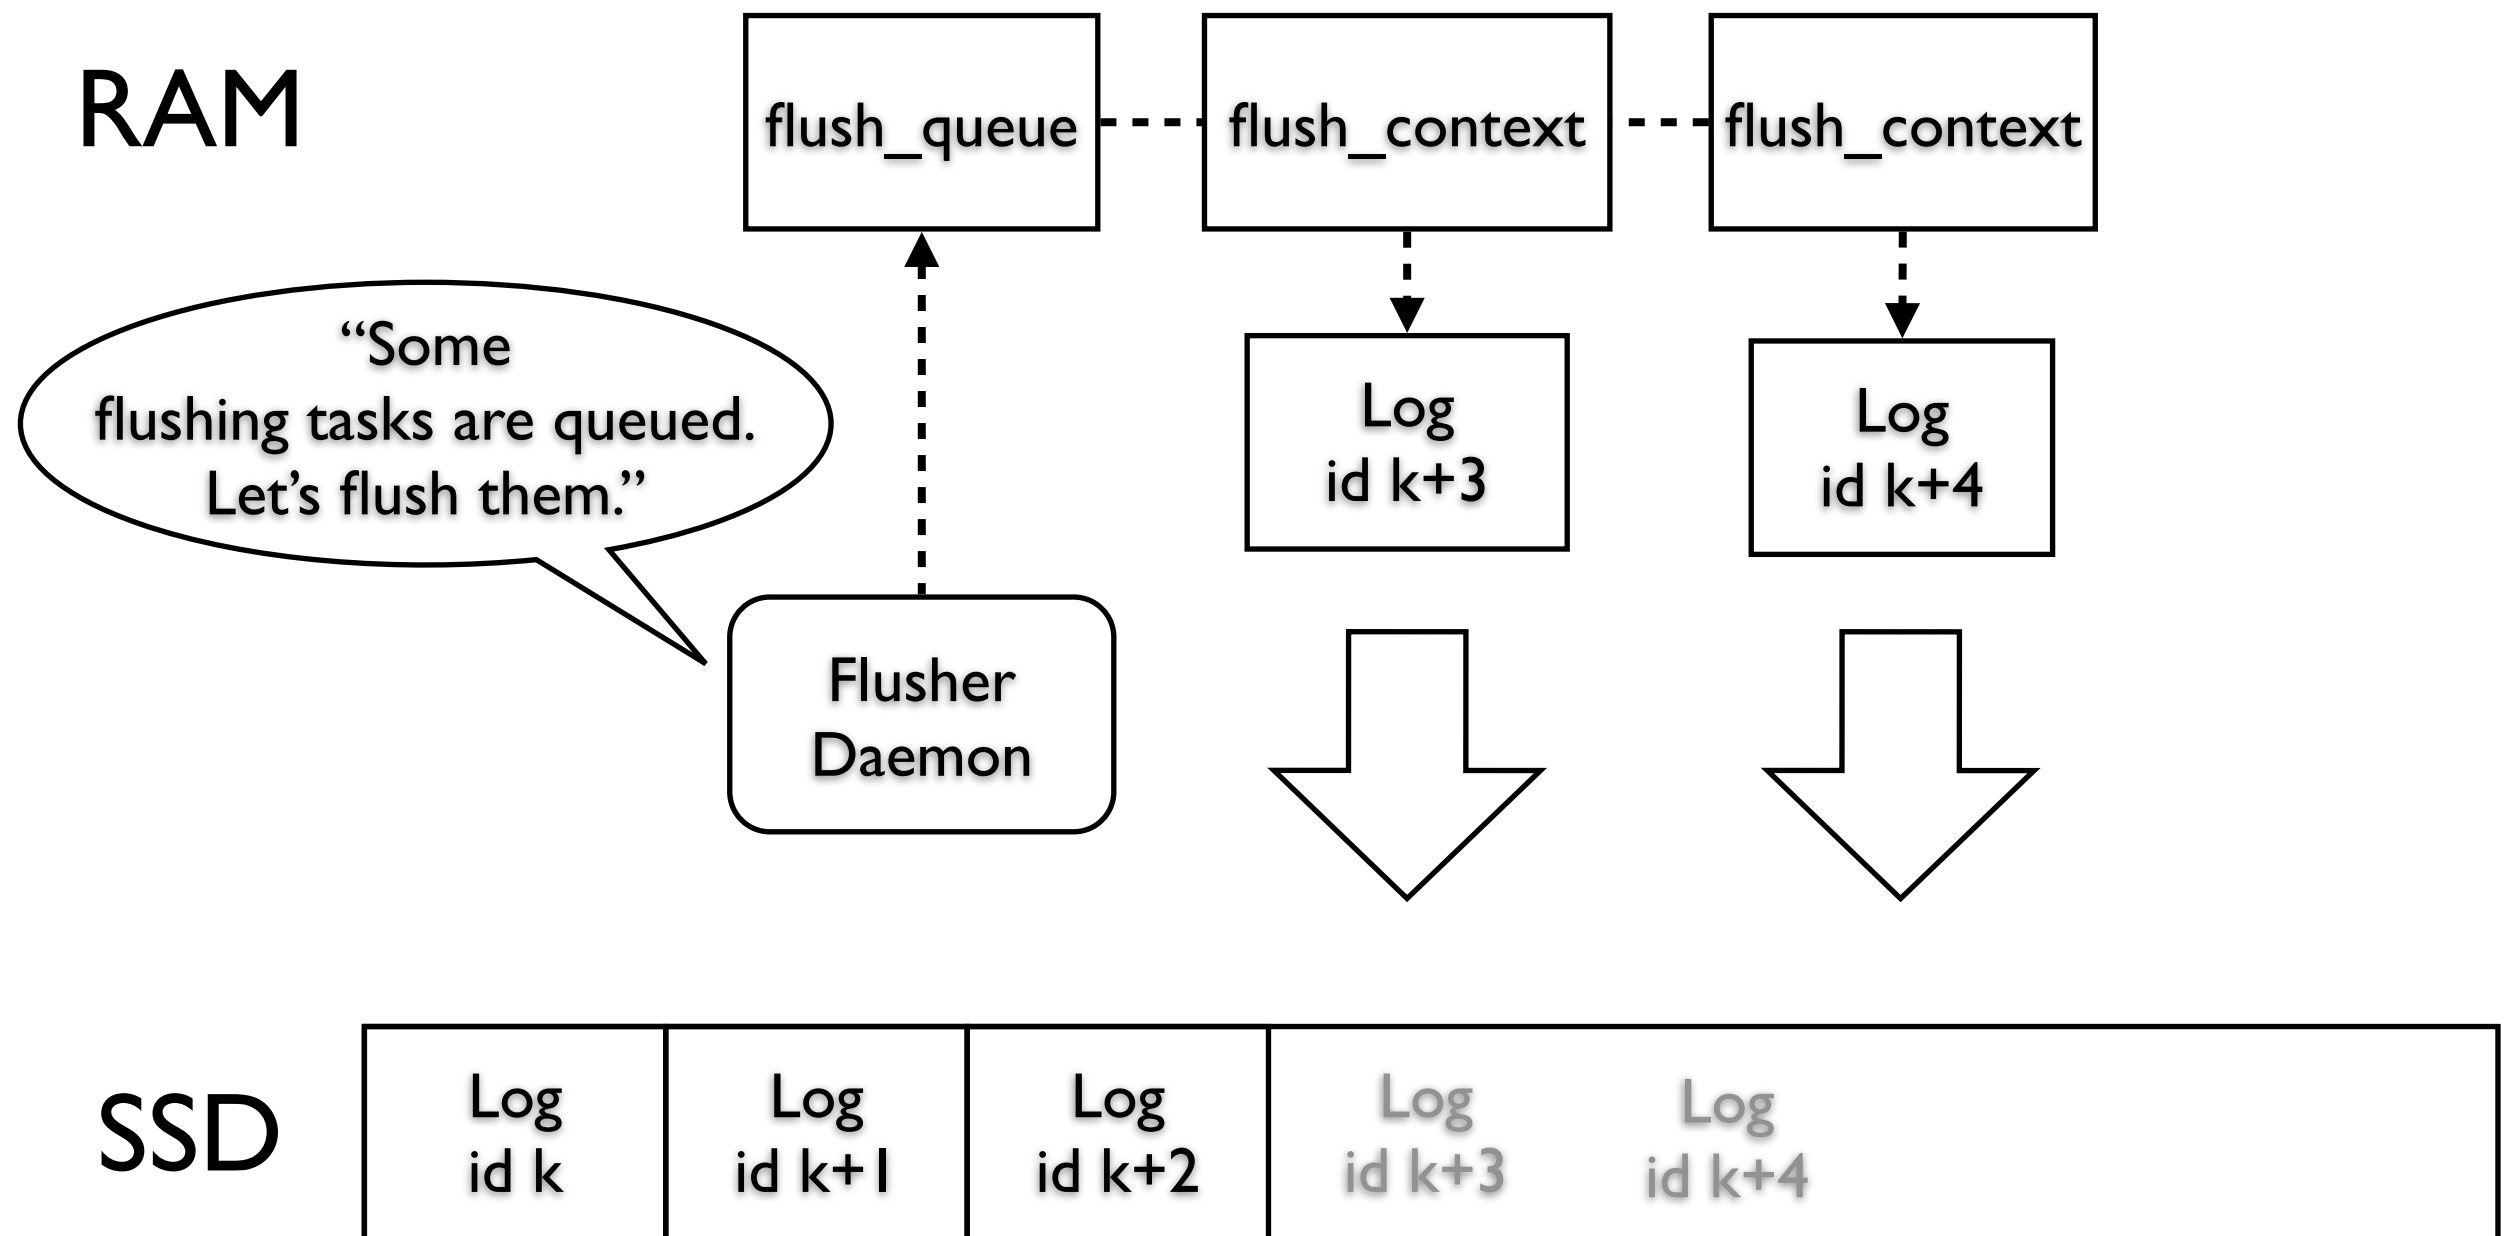 RAM
flush_queue
flush_context
flush_context
“Some
flushing tasks are queued.
Let’s flush them.”
Log
id k+3
Log
id k+4
Flusher
Daemon
SSD
Log
id k
Log
id k+1
Log
id k+2
Log
id k+3
Log
id k+4